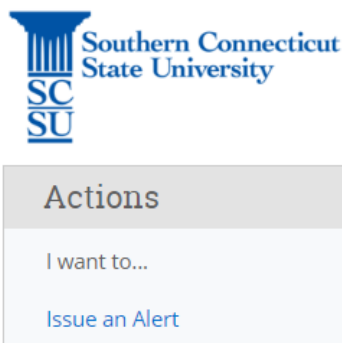 Southern Connecticut
State University
SC
SU
Actions
I want to...
Issue an Alert